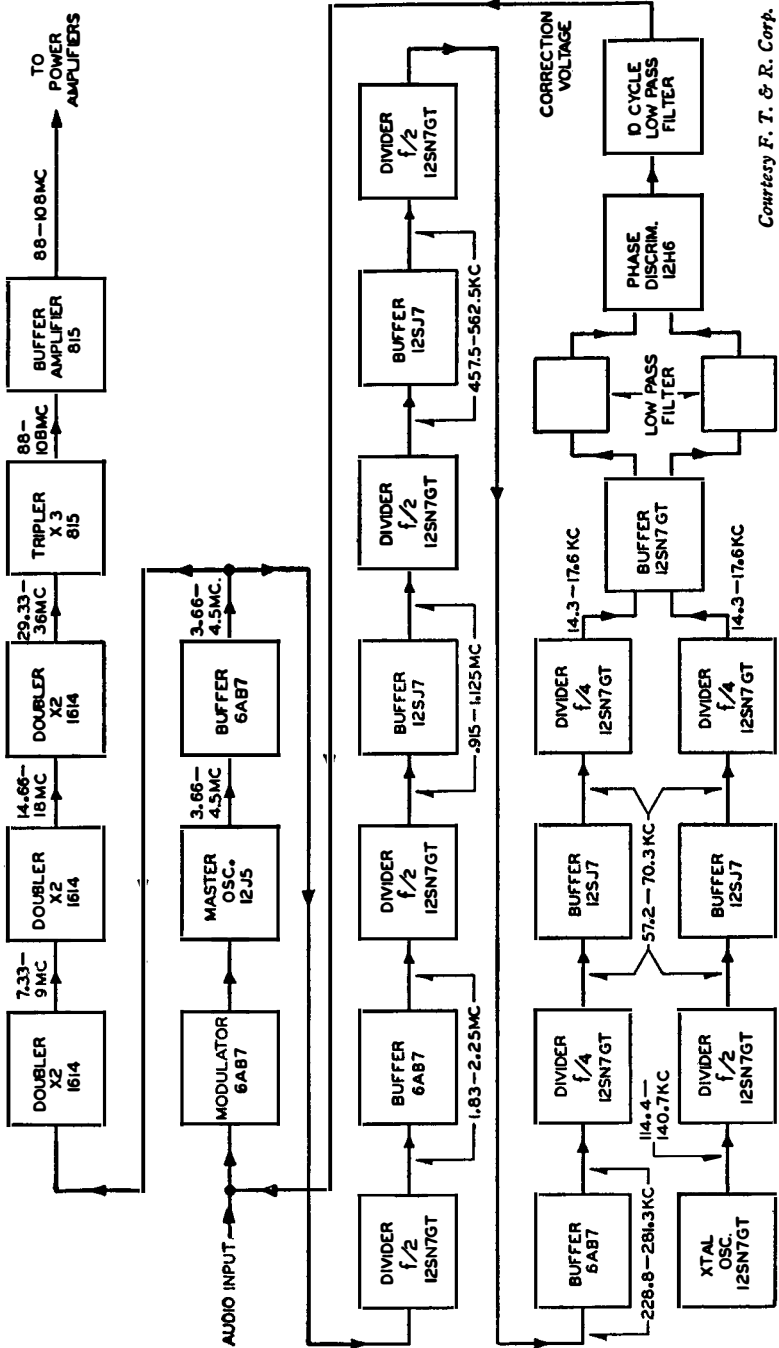 DOUBLER
X2
1614
7.33–
9MC
DOUBLER
X2
1614
14.66–
18MC
DOUBLER
X2
1614
29.33–
36MC
TRIPLER
X 3
815
88–
108MC
BUFFER
AMPLIFIER
815
88–108MC
TO
POWER
AMPLIFIERS
AUDIO INPUT
MODULATOR
6AB7
MASTER
OSC.
12J5
3.66–
4.5MC
BUFFER
6AB7
3.66–
4.5MC.
DIVIDER
f/2
12SN7GT
1.83–2.25MC
BUFFER
6AB7
DIVIDER
f/2
12SN7GT
.915–1.125MC
BUFFER
12SJ7
DIVIDER
f/2
12SN7GT
457.5–562.5KC
BUFFER
12SJ7
DIVIDER
f/2
12SN7GT
228.8–281.3KC
BUFFER
6AB7
DIVIDER
f/4
12SN7GT
57.2–70.3KC
BUFFER
12SJ7
DIVIDER
f/4
12SN7GT
14.3–17.6KC
XTAL
OSC.
12SN7GT
114.4–
140.7KC
DIVIDER
f/2
12SN7GT
BUFFER
12SJ7
DIVIDER
f/4
12SN7GT
14.3–17.6KC
BUFFER
12SN7GT
LOW PASS
FILTER
PHASE
DISCRIM.
12H6
10 CYCLE
LOW PASS
FILTER
CORRECTION
VOLTAGE
Courtesy F. T. & R. Corp.